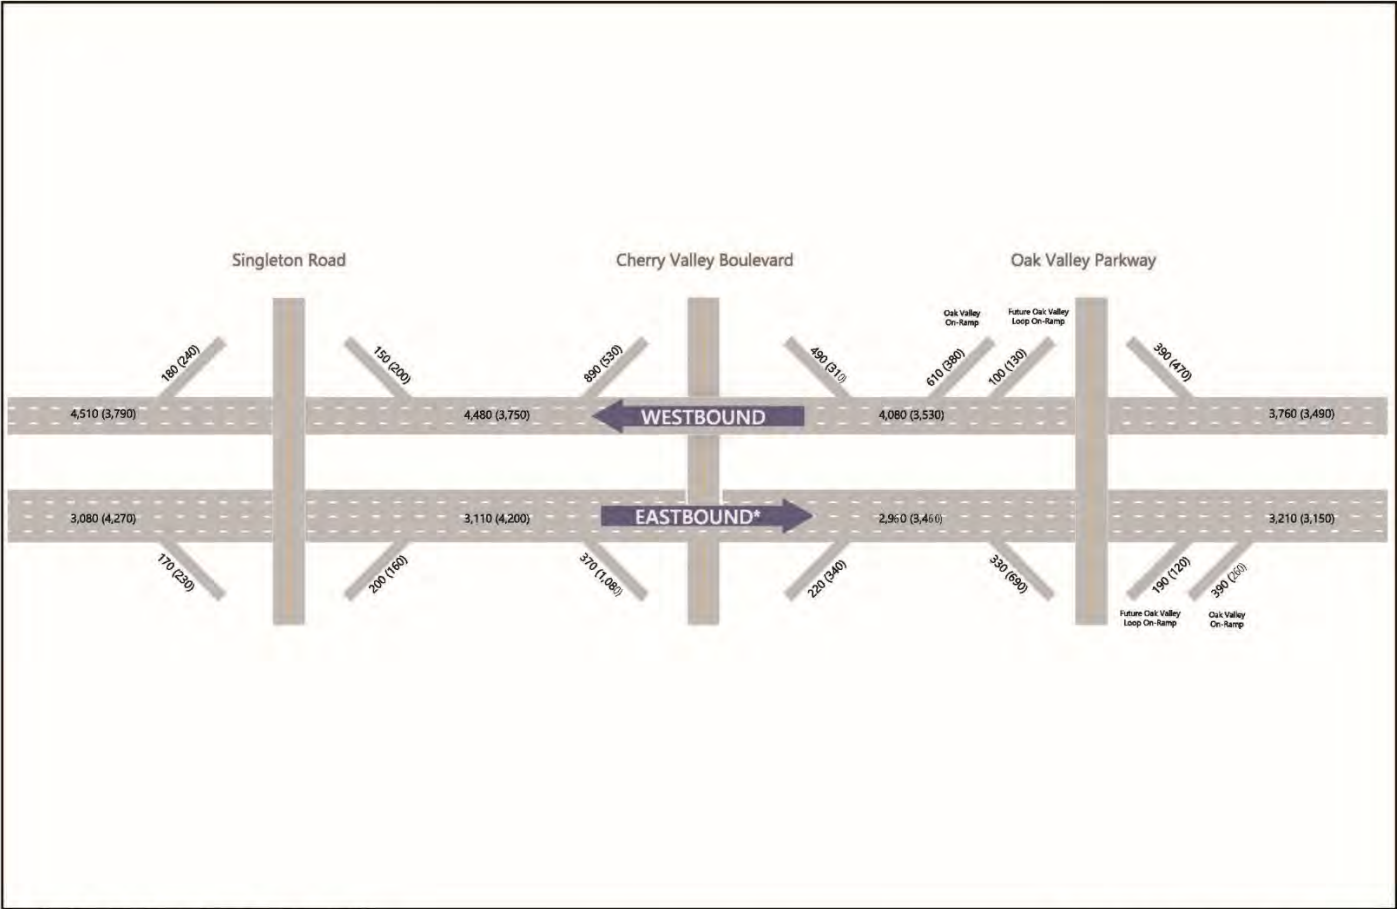 Singleton Road
Cherry Valley Boulevard
Oak Valley Parkway
Oak Valley
On-Ramp
Future Oak Valley
Loop On-Ramp
180 (240)
150 (200)
890 (530)
490 (310)
610 (380)
100 (130)
390 (470)
4,510 (3,790)
4,480 (3,750)
WESTBOUND
4,080 (3,530)
3,760 (3,490)
3,080 (4,270)
3,110 (4,200)
EASTBOUND*
2,960 (3,460)
3,210 (3,150)
170 (230)
200 (160)
370 (1,080)
220 (340)
330 (690)
190 (120)
390 (260)
Future Oak Valley
Loop On-Ramp
Oak Valley
On-Ramp